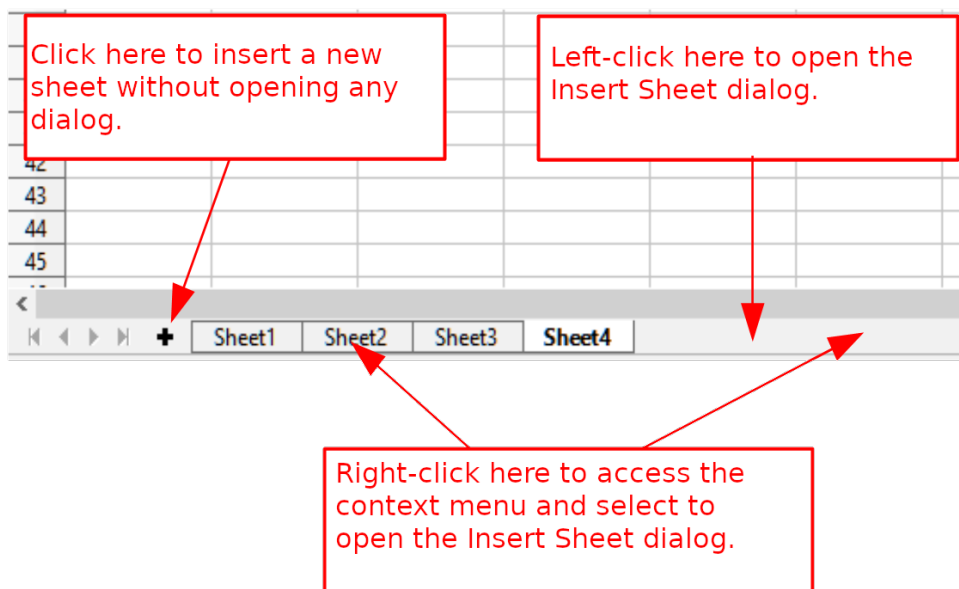 Click here to insert a new
sheet without opening any
dialog.
Left-click here to open the
Insert Sheet dialog.
42
43
44
45
Sheet1 Sheet2 Sheet3 Sheet4
Right-click here to access the
context menu and select to
open the Insert Sheet dialog.